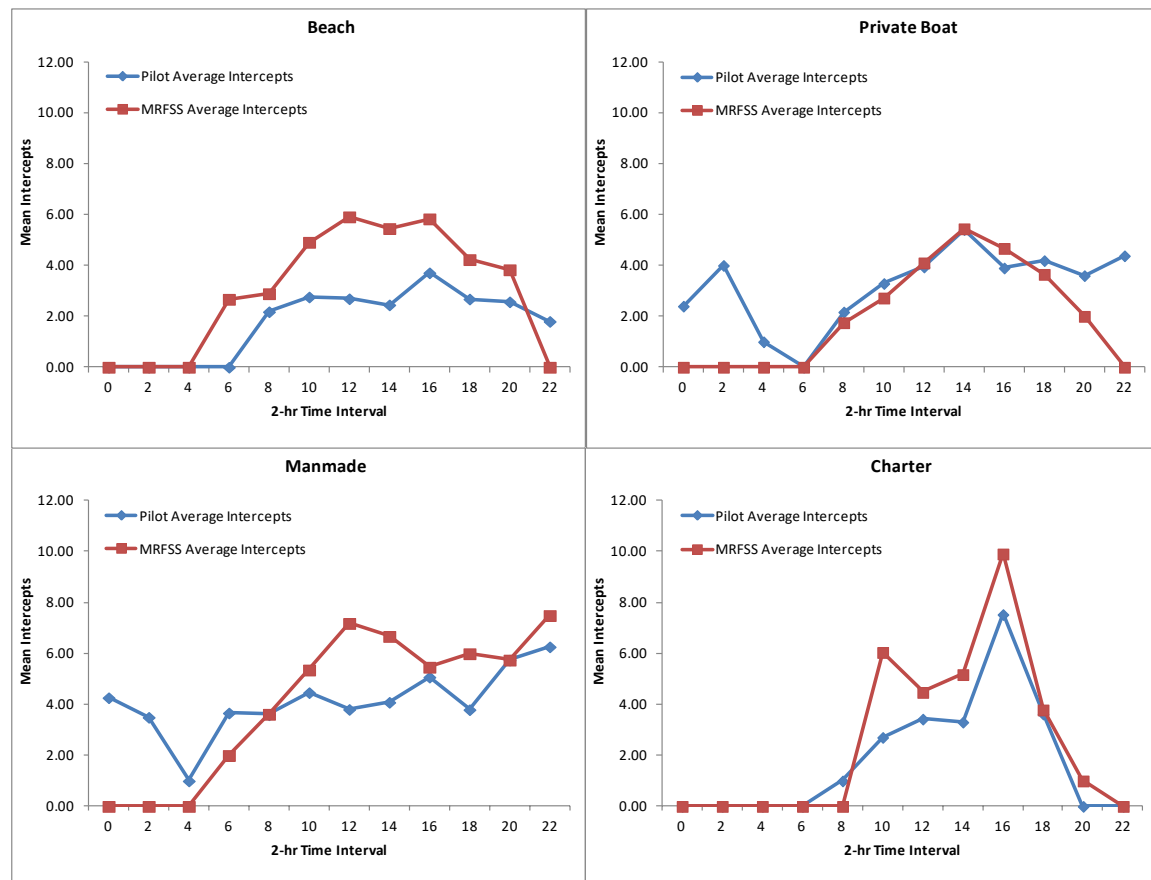 Beach
12.00
10.00
8.00
6.00
4.00
2.00
0.00
Mean Intercepts
Pilot Average Intercepts
MRFSS Average Intercepts
0 2 4 6 8 10 12 14 16 18 20 22
2-hr Time Interval
Private Boat
12.00
10.00
8.00
6.00
4.00
2.00
0.00
Mean Intercepts
Pilot Average Intercepts
MRFSS Average Intercepts
0 2 4 6 8 10 12 14 16 18 20 22
2-hr Time Interval
Manmade
12.00
10.00
8.00
6.00
4.00
2.00
0.00
Mean Intercepts
Pilot Average Intercepts
MRFSS Average Intercepts
0 2 4 6 8 10 12 14 16 18 20 22
2-hr Time Interval
Charter
12.00
10.00
8.00
6.00
4.00
2.00
0.00
Mean Intercepts
Pilot Average Intercepts
MRFSS Average Intercepts
0 2 4 6 8 10 12 14 16 18 20 22
2-hr Time Interval